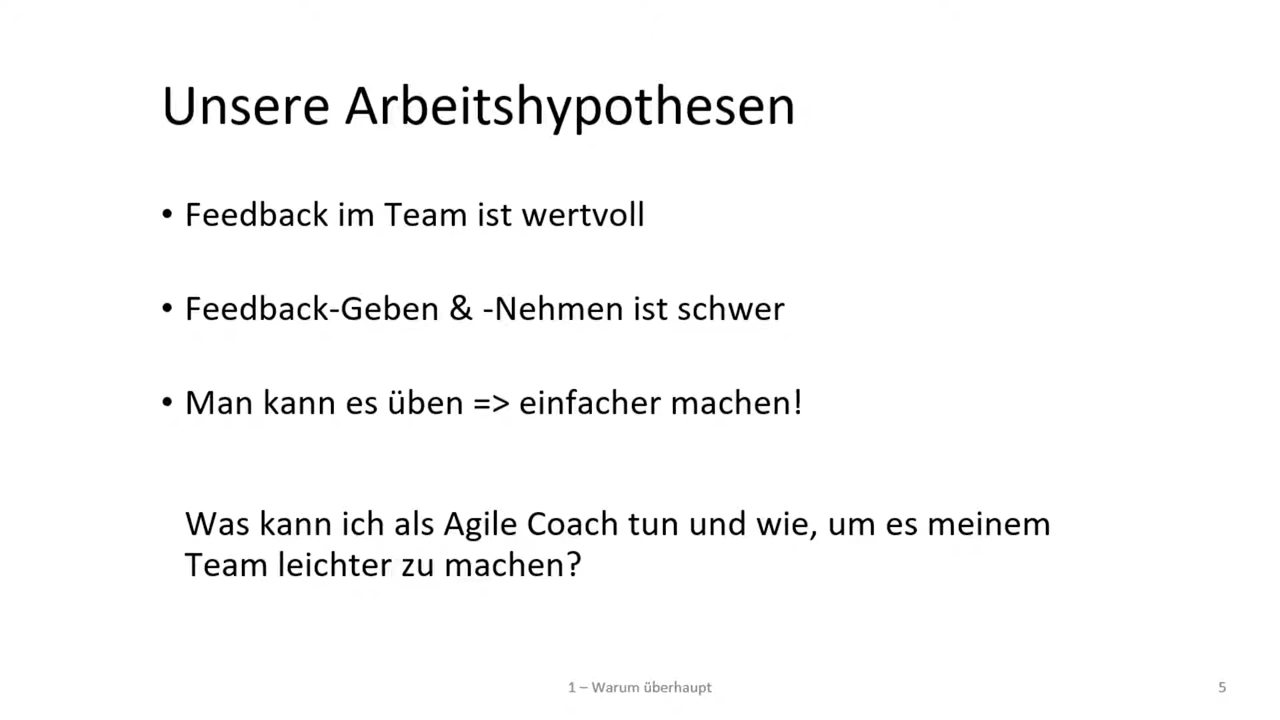 Unsere Arbeitshypothesen
• Feedback im Team ist wertvoll
• Feedback-Geben & -Nehmen ist schwer
• Man kann es üben => einfacher machen!
Was kann ich als Agile Coach tun und wie, um es meinem
Team leichter zu machen?
1 – Warum überhaupt
5